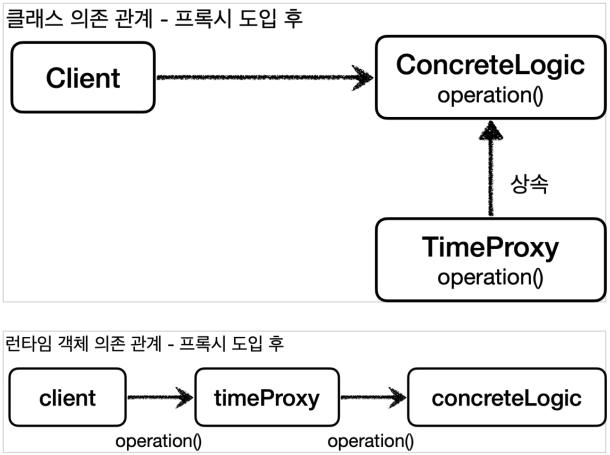 클래스 의존 관계 - 프록시 도입 후
Client
ConcreteLogic
operation()
상속
TimeProxy
operation()
런타임 객체 의존 관계 - 프록시 도입 후
client
timeProxy
concreteLogic
operation()
operation()